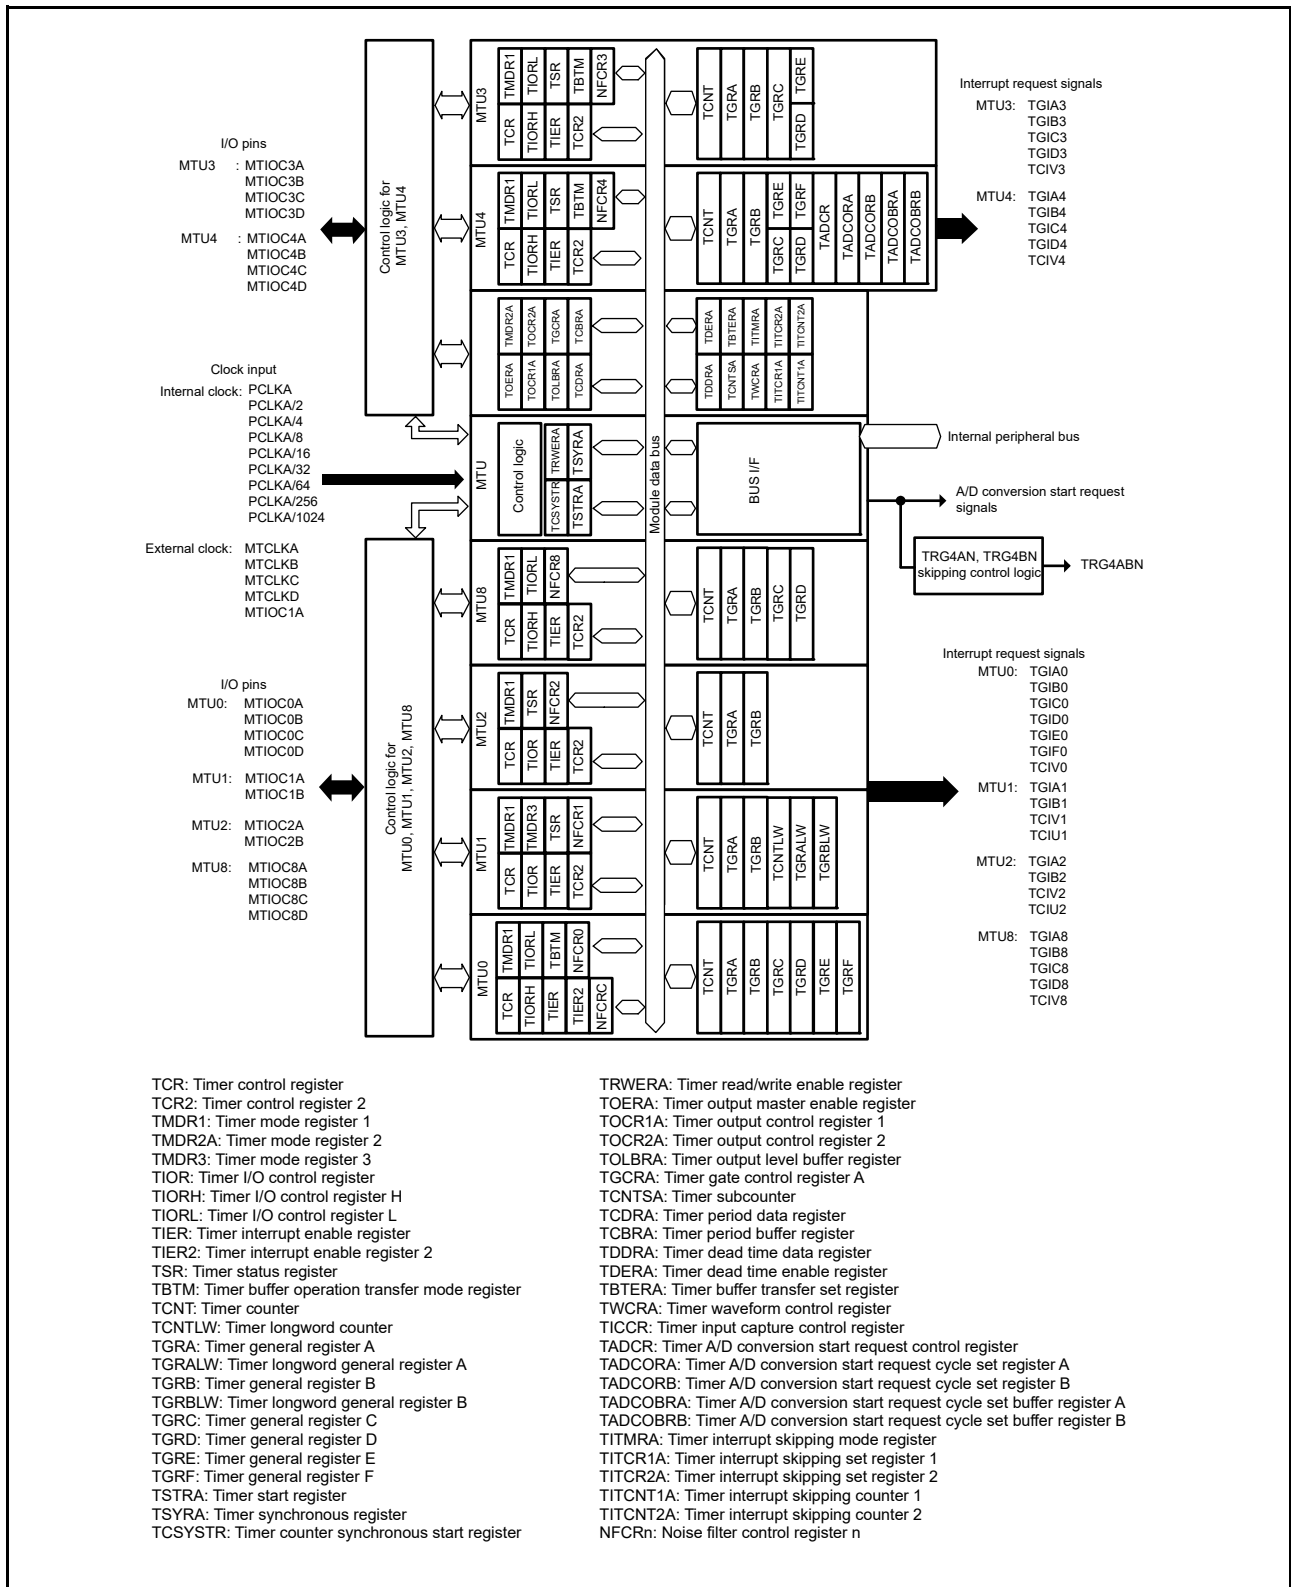 I/O pins
MTU3 : MTIOC3A
MTIOC3B
MTIOC3C
MTIOC3D
MTU4 : MTIOC4A
MTIOC4B
MTIOC4C
MTIOC4D
Clock input
Internal clock: PCLKA
PCLKA/2
PCLKA/4
PCLKA/8
PCLKA/16
PCLKA/32
PCLKA/64
PCLKA/256
PCLKA/1024
External clock: MTCLKA
MTCLKB
MTCLKC
MTCLKD
MTIOC1A
I/O pins
MTU0: MTIOC0A
MTIOC0B
MTIOC0C
MTIOC0D
MTU1: MTIOC1A
MTIOC1B
MTU2: MTIOC2A
MTIOC2B
MTU8: MTIOC8A
MTIOC8B
MTIOC8C
MTIOC8D
Control logic for
MTU3, MTU4
Control logic for
MTU0, MTU1, MTU2, MTU8
MTU3
TMDR1 TIORL TSR TBTM NFCR3
TCR TIORH TIER TCR2
TCNT TGRA TGRB TGRC TGRE
TGRD
MTU4
TMDR1 TIORL TSR TBTM NFCR4
TCR TIORH TIER TCR2
TCNT TGRA TGRB TGRE TGRF TADCR TADCORA TADCORB TADCOBRA TADCOBRB
TGRC TGRD
TMDR2A TOCR2A TGCRA TCBRA
TOERA TOCR1A TOLBRA TCDRA
TDERA TBTERA TITMRA TITCR2A TITCNT2A
TDDRA TCNTSA TWCRA TITCR1A TITCNT1A
MTU
Control logic
TRWERA TSYRA
TCSYSTR TSTRA
Module data bus
BUS I/F
MTU8
TMDR1 TIORL NFCR8
TCR TIORH TIER TCR2
TCNT TGRA TGRB TGRC TGRD
MTU2
TMDR1 TSR NFCR2
TCR TIOR TIER TCR2
TCNT TGRA TGRB
MTU1
TMDR1 TMDR3 TSR NFCR1
TCR TIOR TIER TCR2
TCNT TGRA TGRB TCNTLW TGRALW TGRBLW
MTU0
TMDR1 TIORL TBTM NFCR0
TCR TIORH TIER TIER2 NFCRC
TCNT TGRA TGRB TGRC TGRD TGRE TGRF
Interrupt request signals
MTU3: TGIA3
TGIB3
TGIC3
TGID3
TCIV3
MTU4: TGIA4
TGIB4
TGIC4
TGID4
TCIV4
Internal peripheral bus
A/D conversion start request
signals
TRG4AN, TRG4BN
skipping control logic
TRG4ABN
Interrupt request signals
MTU0: TGIA0
TGIB0
TGIC0
TGID0
TGIE0
TGIF0
TCIV0
MTU1: TGIA1
TGIB1
TCIV1
TCIU1
MTU2: TGIA2
TGIB2
TCIV2
TCIU2
MTU8: TGIA8
TGIB8
TGIC8
TGID8
TCIV8
TCR: Timer control register
TCR2: Timer control register 2
TMDR1: Timer mode register 1
TMDR2A: Timer mode register 2
TMDR3: Timer mode register 3
TIOR: Timer I/O control register
TIORH: Timer I/O control register H
TIORL: Timer I/O control register L
TIER: Timer interrupt enable register
TIER2: Timer interrupt enable register 2
TSR: Timer status register
TBTM: Timer buffer operation transfer mode register
TCNT: Timer counter
TCNTLW: Timer longword counter
TGRA: Timer general register A
TGRALW: Timer longword general register A
TGRB: Timer general register B
TGRBLW: Timer longword general register B
TGRC: Timer general register C
TGRD: Timer general register D
TGRE: Timer general register E
TGRF: Timer general register F
TSTRA: Timer start register
TSYRA: Timer synchronous register
TCSYSTR: Timer counter synchronous start register
TRWERA: Timer read/write enable register
TOERA: Timer output master enable register
TOCR1A: Timer output control register 1
TOCR2A: Timer output control register 2
TOLBRA: Timer output level buffer register
TGCRA: Timer gate control register A
TCNTSA: Timer subcounter
TCDRA: Timer period data register
TCBRA: Timer period buffer register
TDDRA: Timer dead time data register
TDERA: Timer dead time enable register
TBTERA: Timer buffer transfer set register
TWCRA: Timer waveform control register
TICCR: Timer input capture control register
TADCR: Timer A/D conversion start request control register
TADCORA: Timer A/D conversion start request cycle set register A
TADCORB: Timer A/D conversion start request cycle set register B
TADCOBRA: Timer A/D conversion start request cycle set buffer register A
TADCOBRB: Timer A/D conversion start request cycle set buffer register B
TITMRA: Timer interrupt skipping mode register
TITCR1A: Timer interrupt skipping set register 1
TITCR2A: Timer interrupt skipping set register 2
TITCNT1A: Timer interrupt skipping counter 1
TITCNT2A: Timer interrupt skipping counter 2
NFCRn: Noise filter control register n